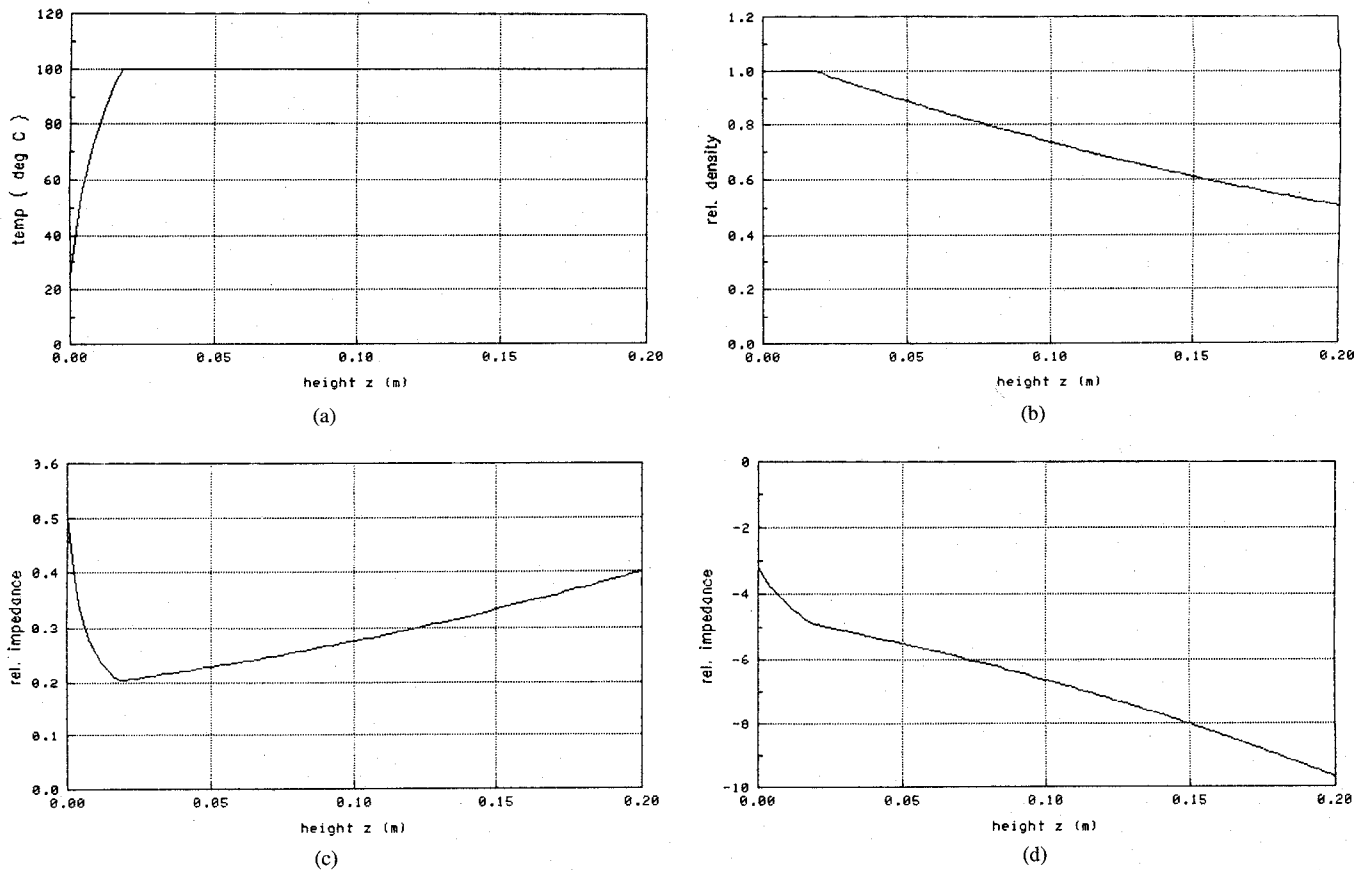 120
100
80
60
40
20
0
temp ( deg C )
0.00 0.05 0.10 0.15 0.20
height z (m)
(a)
1.2
1.0
0.8
0.6
0.4
0.2
0.0
rel. density
0.00 0.05 0.10 0.15 0.20
height z (m)
(b)
0.6
0.5
0.4
0.3
0.2
0.1
0.0
rel. impedance
0.00 0.05 0.10 0.15 0.20
height z (m)
(c)
0
-2
-4
-6
-8
-10
rel. impedance
0.00 0.05 0.10 0.15 0.20
height z (m)
(d)